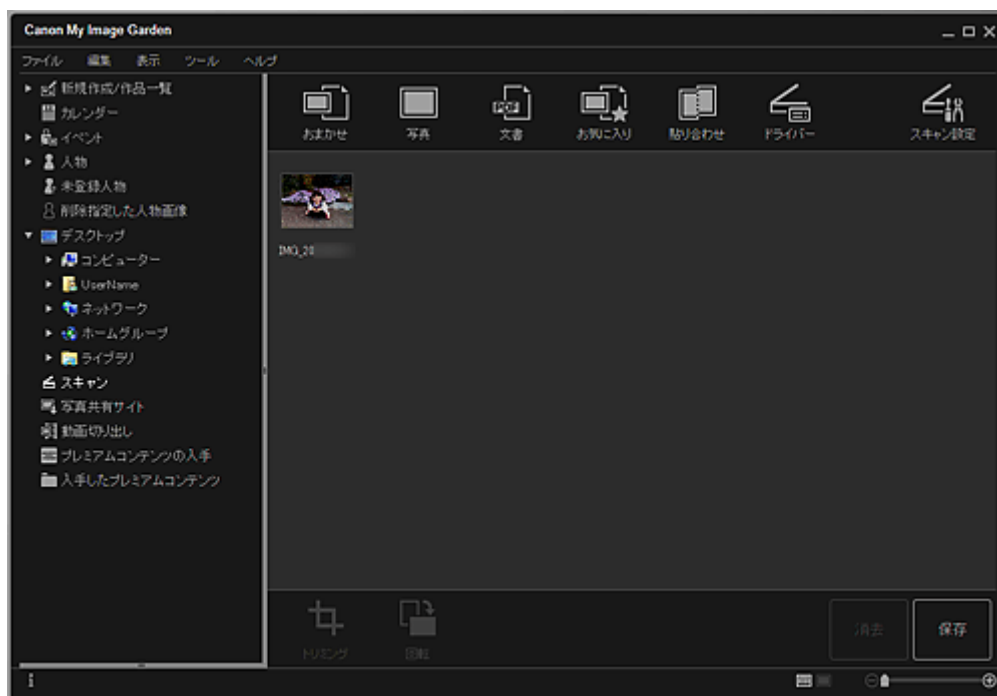 Canon My Image Garden
ファイル 編集 表示 ツール ヘルプ
新規作成/作品一覧
カレンダー
イベント
人物
未登録人物
削除指定した人物画像
デスクトップ
コンピューター
UserName
ネットワーク
ホームグループ
ライブラリ
スキャン
写真共有サイト
動画切り出し
プレミアムコンテンツの入手
入手したプレミアムコンテンツ
おまかせ 写真 文書 お気に入り 貼り合わせ ドライバー スキャン設定
PDF
IMG_20
トリミング 回転 消去 保存